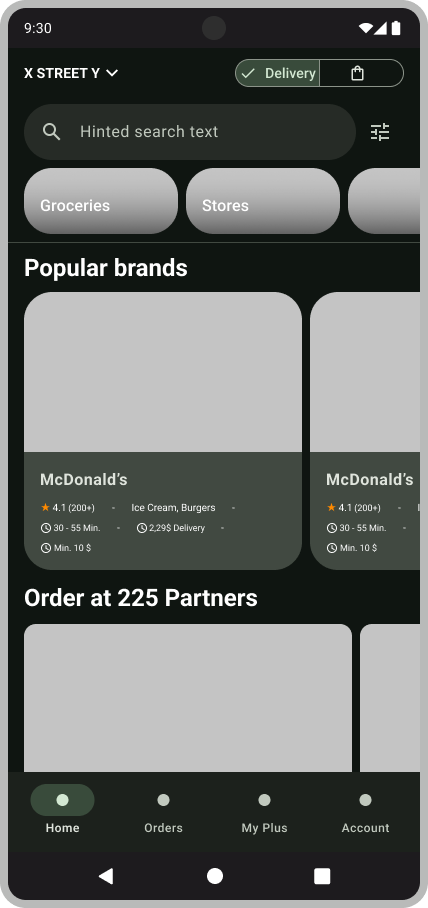 9:30
X STREET Y
Delivery
Hinted search text
Groceries
Stores
Popular brands
McDonald's
4.1 (200+) - Ice Cream, Burgers -
30 - 55 Min. - 2,29$ Delivery -
Min. 10 $
McDonald's
4.1 (200+) -
30 - 55 Min. -
Min. 10 $
Order at 225 Partners
Home
Orders
My Plus
Account